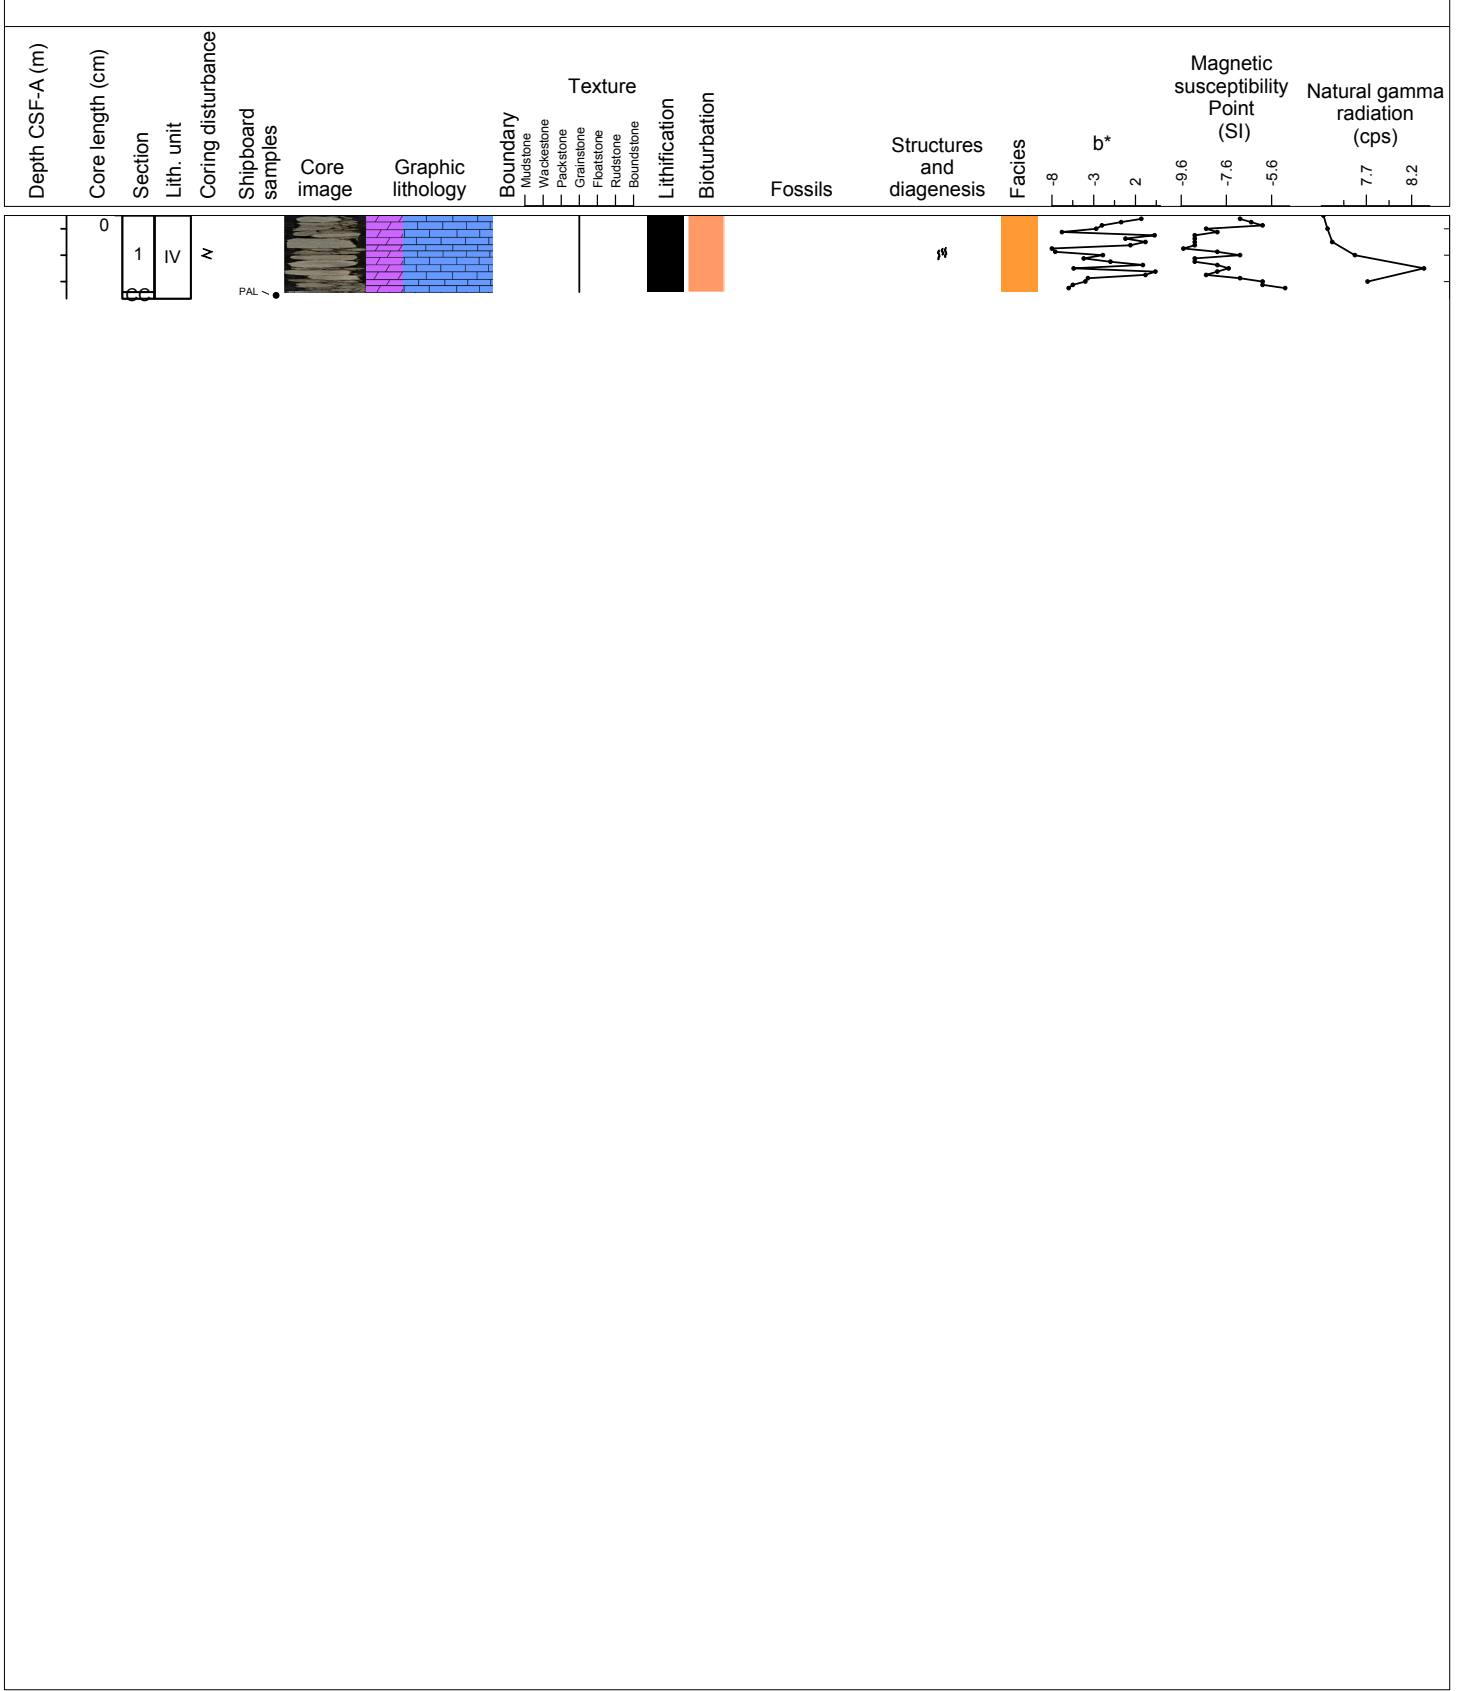 Depth CSF-A (m)
Core length (cm)
Section
Lith. unit
Coring disturbance
Shipboard
samples
Core
image
Graphic
lithology
Boundary
Texture
Mudstone
Wackestone
Packstone
Grainstone
Floatstone
Rudstone
Boundstone
Lithification
Bioturbation
Fossils
Structures
and
diagenesis
Facies
b*
-8
-3
2
Magnetic
susceptibility
Point
(SI)
-9.6
-7.6
-5.6
Natural gamma
radiation
(cps)
7.7
8.2
0
1
IV
CC
PAL